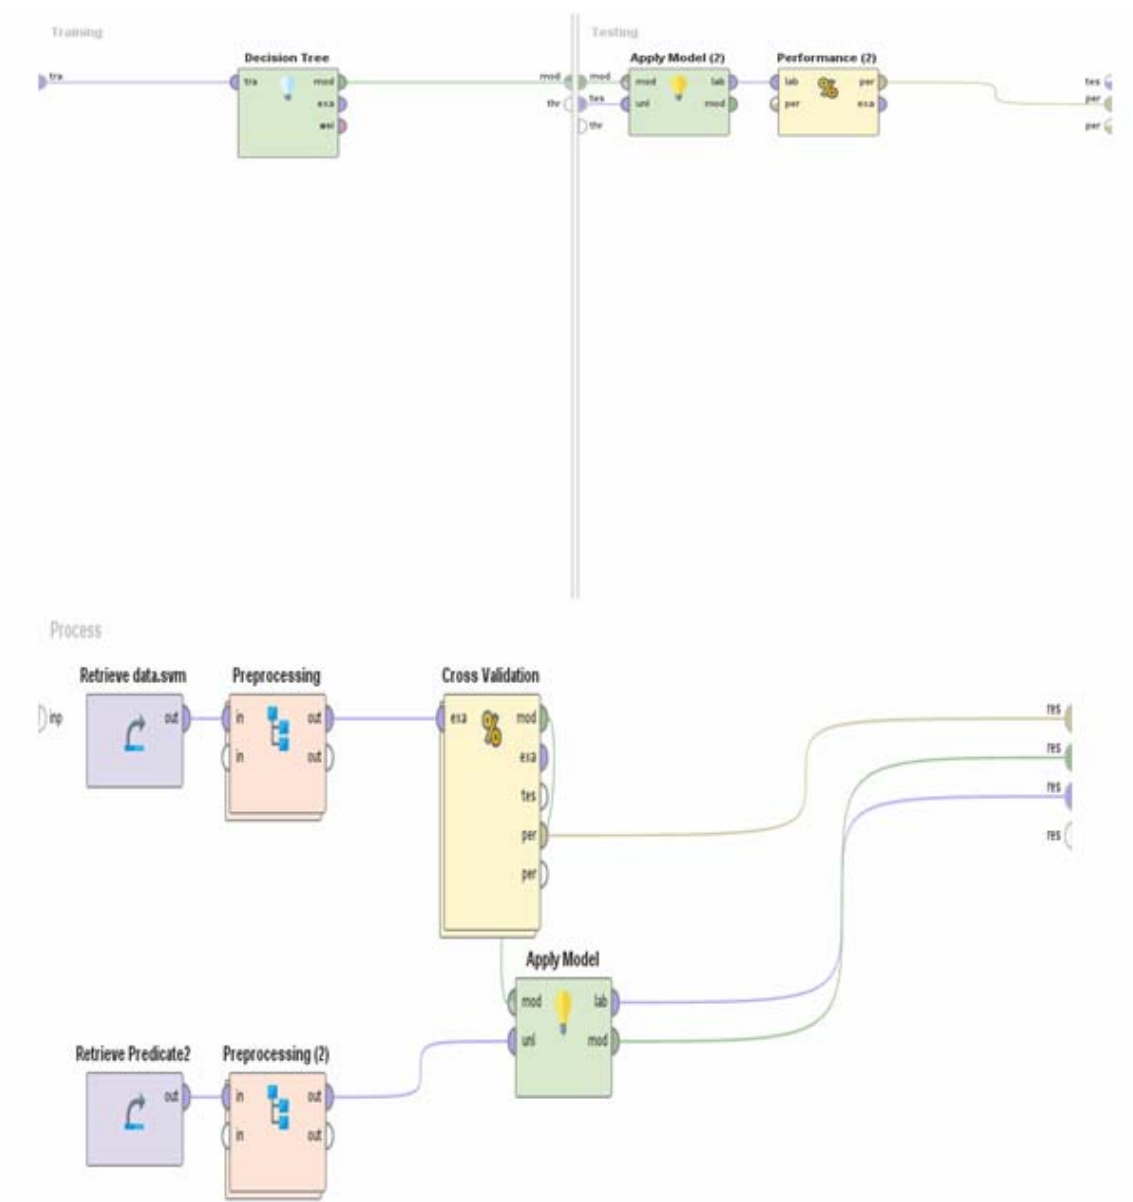 Training
Testing
Decision Tree
Apply Model (2)
Performance (2)
tra
tra
mod
exa
wei
mod
thr
mod
tes
thr
mod
unl
lab
mod
lab
per
per
exa
tes
per
per
Process
Retrieve data.svm
Preprocessing
Cross Validation
inp
out
in
in
out
out
exa
mod
exa
tes
per
per
res
res
res
res
Apply Model
mod
unl
lab
mod
Retrieve Predicate2
Preprocessing (2)
out
in
in
out
out